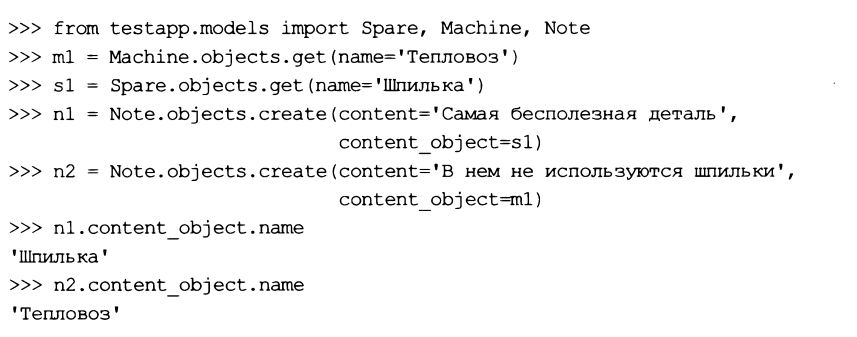 >>> from testapp.models import Spare, Machine, Note
>>> m1 = Machine.objects.get(name='Тепловоз')
>>> s1 = Spare.objects.get(name='Шпилька')
>>> n1 = Note.objects.create(content='Самая бесполезная деталь',
content_object=s1)
>>> n2 = Note.objects.create(content='В нем не используются шпильки',
content_object=m1)
>>> n1.content_object.name
'Шпилька'
>>> n2.content_object.name
'Тепловоз'